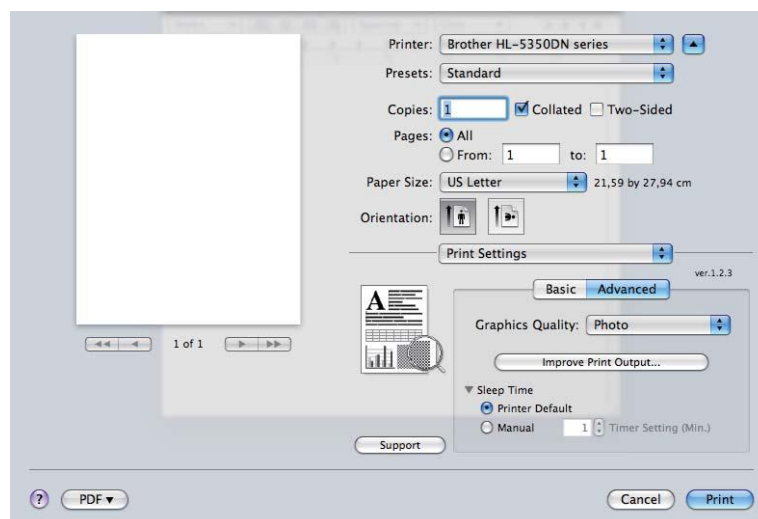 Printer: Brother HL-5350DN series
Presets: Standard
Copies: 1 Collated Two-Sided
Pages: All
From: 1 to: 1
Paper Size: US Letter 21,59 by 27,94 cm
Orientation:
Print Settings
ver.1.2.3
Basic Advanced
A
Graphics Quality: Photo
1 of 1
Improve Print Output...
Sleep Time
Printer Default
Manual 1 Timer Setting (Min.)
Support
? PDF Cancel Print